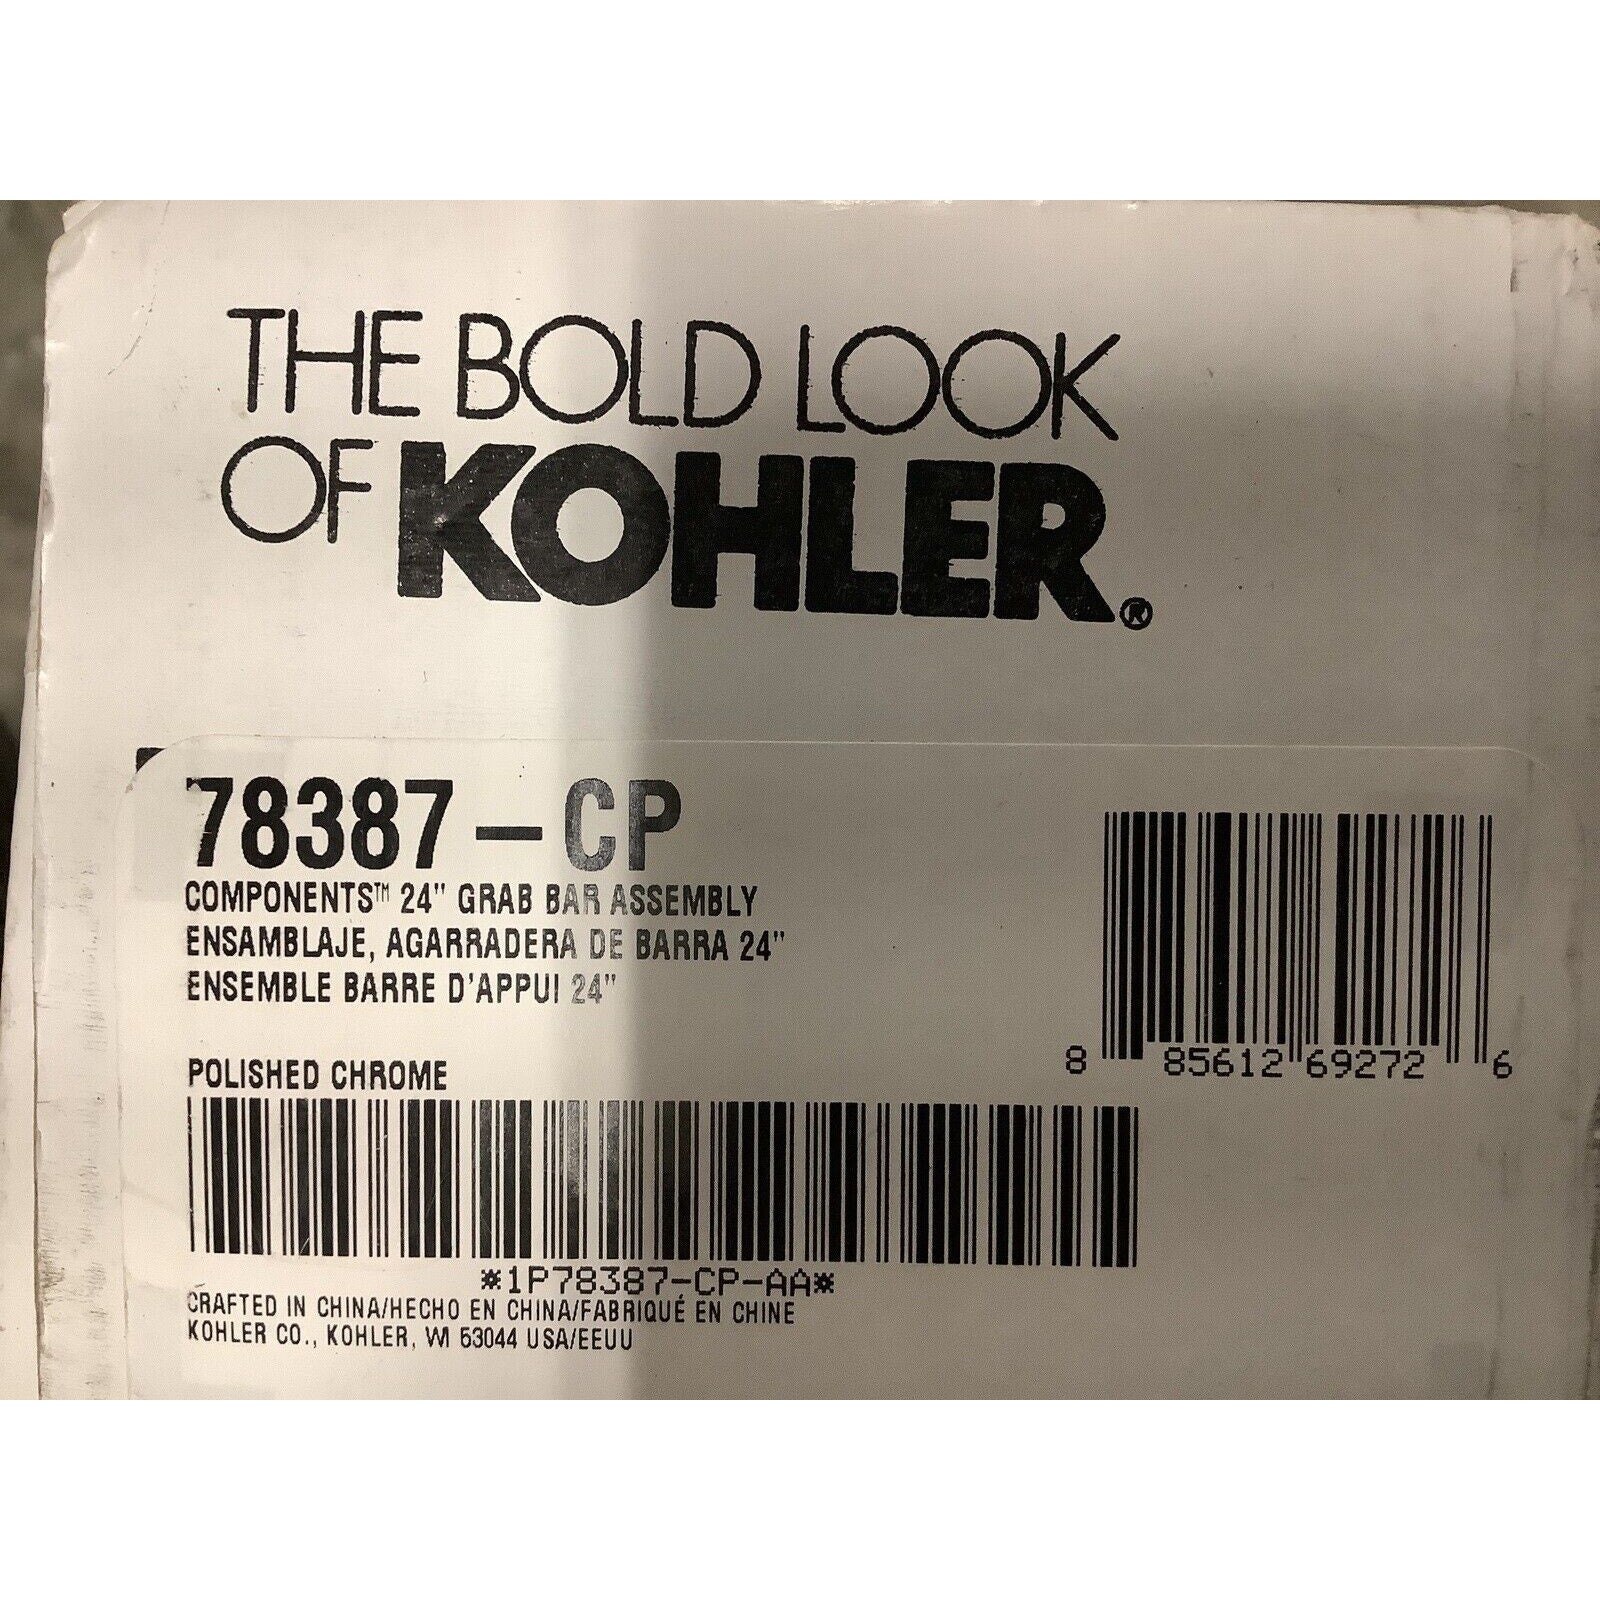 THE BOLD LOOK
OF KOHLER®
78387-CP
COMPONENTS™ 24" GRAB BAR ASSEMBLY
ENSAMBLAJE, AGARRADERA DE BARRA 24"
ENSEMBLE BARRE D'APPUI 24"
POLISHED CHROME
8 85612 69272 6
*1P78387-CP-AA*
CRAFTED IN CHINA/HECHO EN CHINA/FABRIQUÉ EN CHINE
KOHLER CO., KOHLER, WI 53044 USA/EEUU